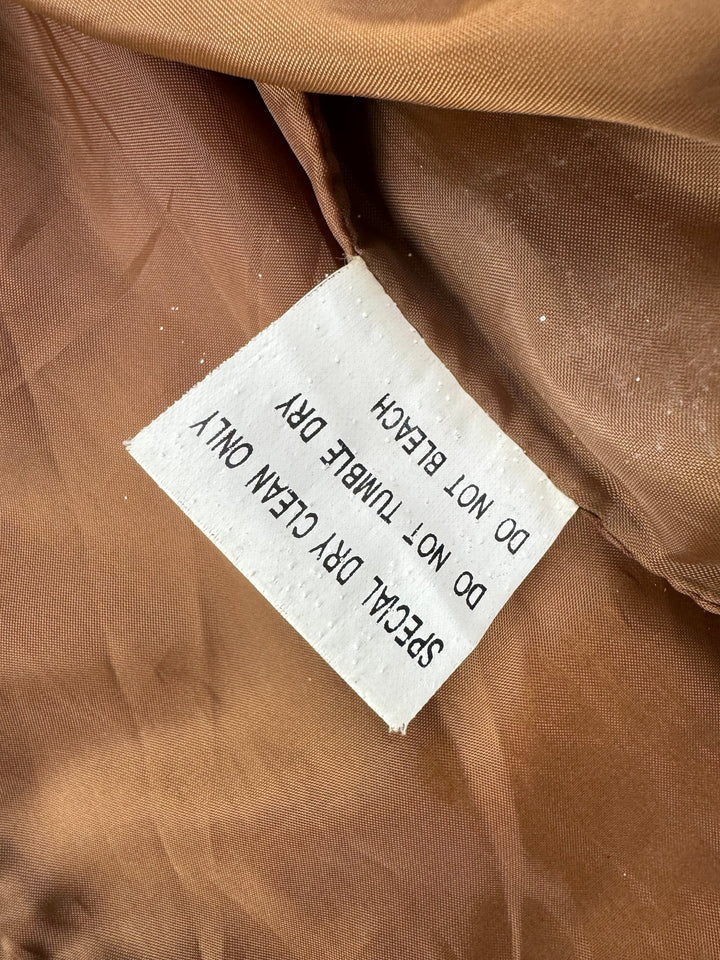 SPECIAL DRY CLEAN ONLY
DO NOT TUMBLE DRY
DO NOT BLEACH